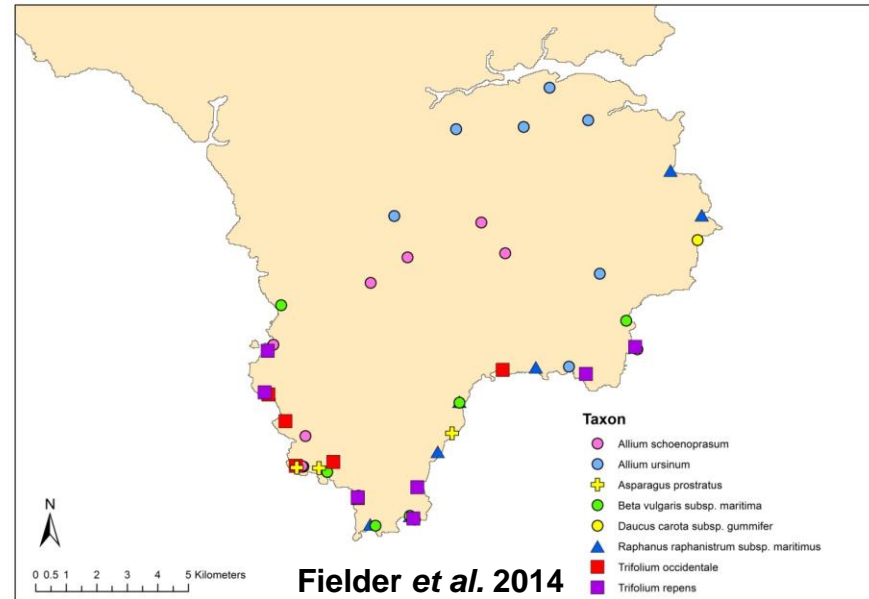 Taxon
Allium schoenoprasum
Allium ursinum
Asparagus prostratus
Beta vulgaris subsp. maritima
Daucus carota subsp. gummifer
Raphanus raphanistrum subsp. maritimus
Trifolium occidentale
Trifolium repens
N
0 0.5 1 2 3 4 5 Kilometers
Fielder et al. 2014